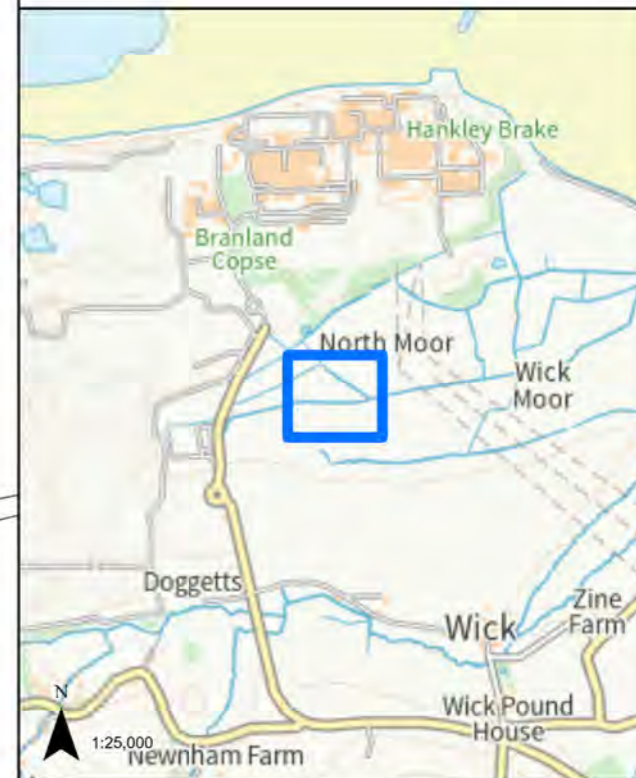 Hankley Brake
Branland
Copse
North Moor
Wick
Moor
Doggetts
Wick
Zine
Farm
Wick Pound
House
N
1:25,000
Newnham Farm